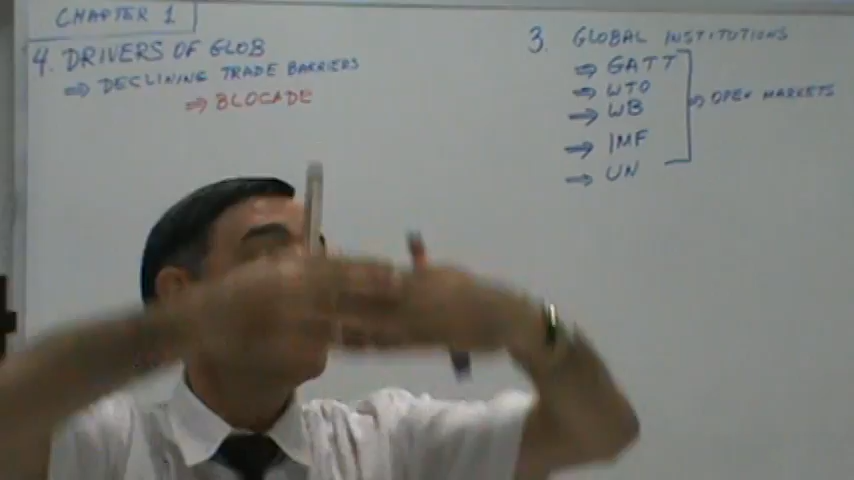 CHAPTER 1
4. DRIVERS OF GLOB
⇒ DECLINING TRADE BARRIERS
⇒ BLOCADE
3. GLOBAL INSTITUTIONS
⇒ GATT
⇒ WTO
⇒ WB
⇒ IMF
⇒ UN
⇒ OPEN MARKETS